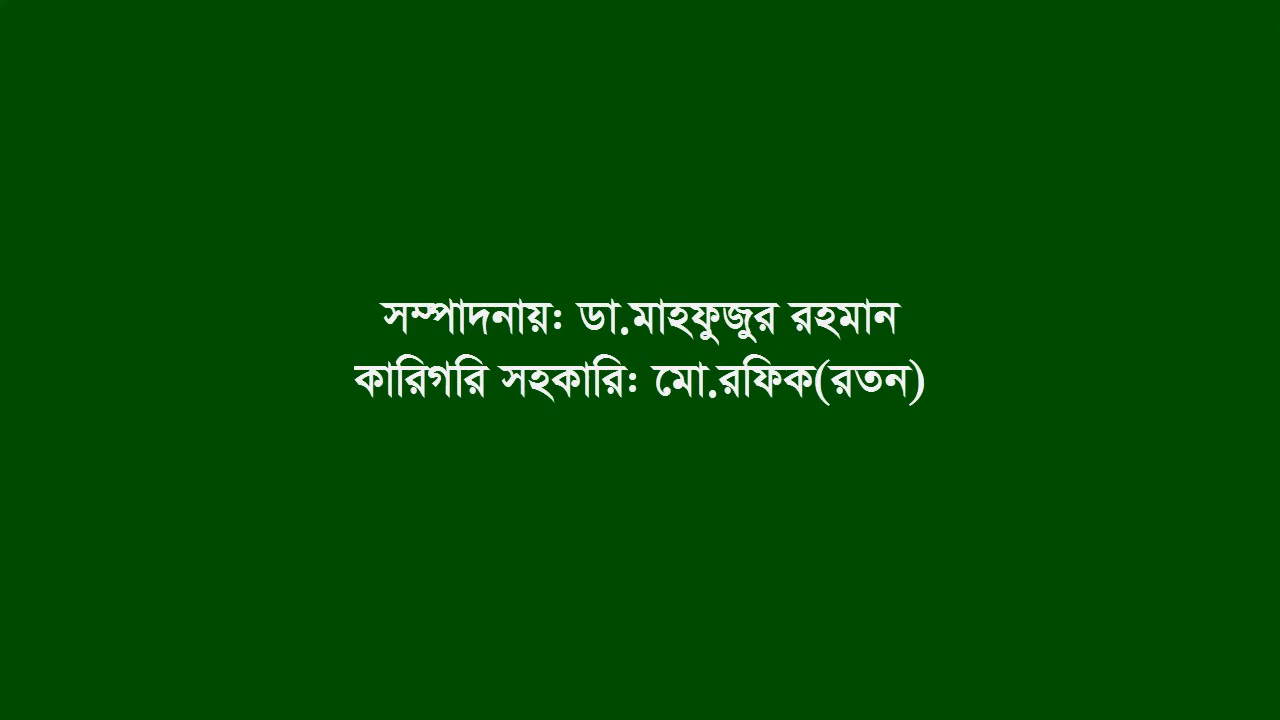 সম্পাদনায়ঃ ডা.মাহফুজুর রহমান
কারিগরি সহকারিঃ মো.রফিক(রতন)